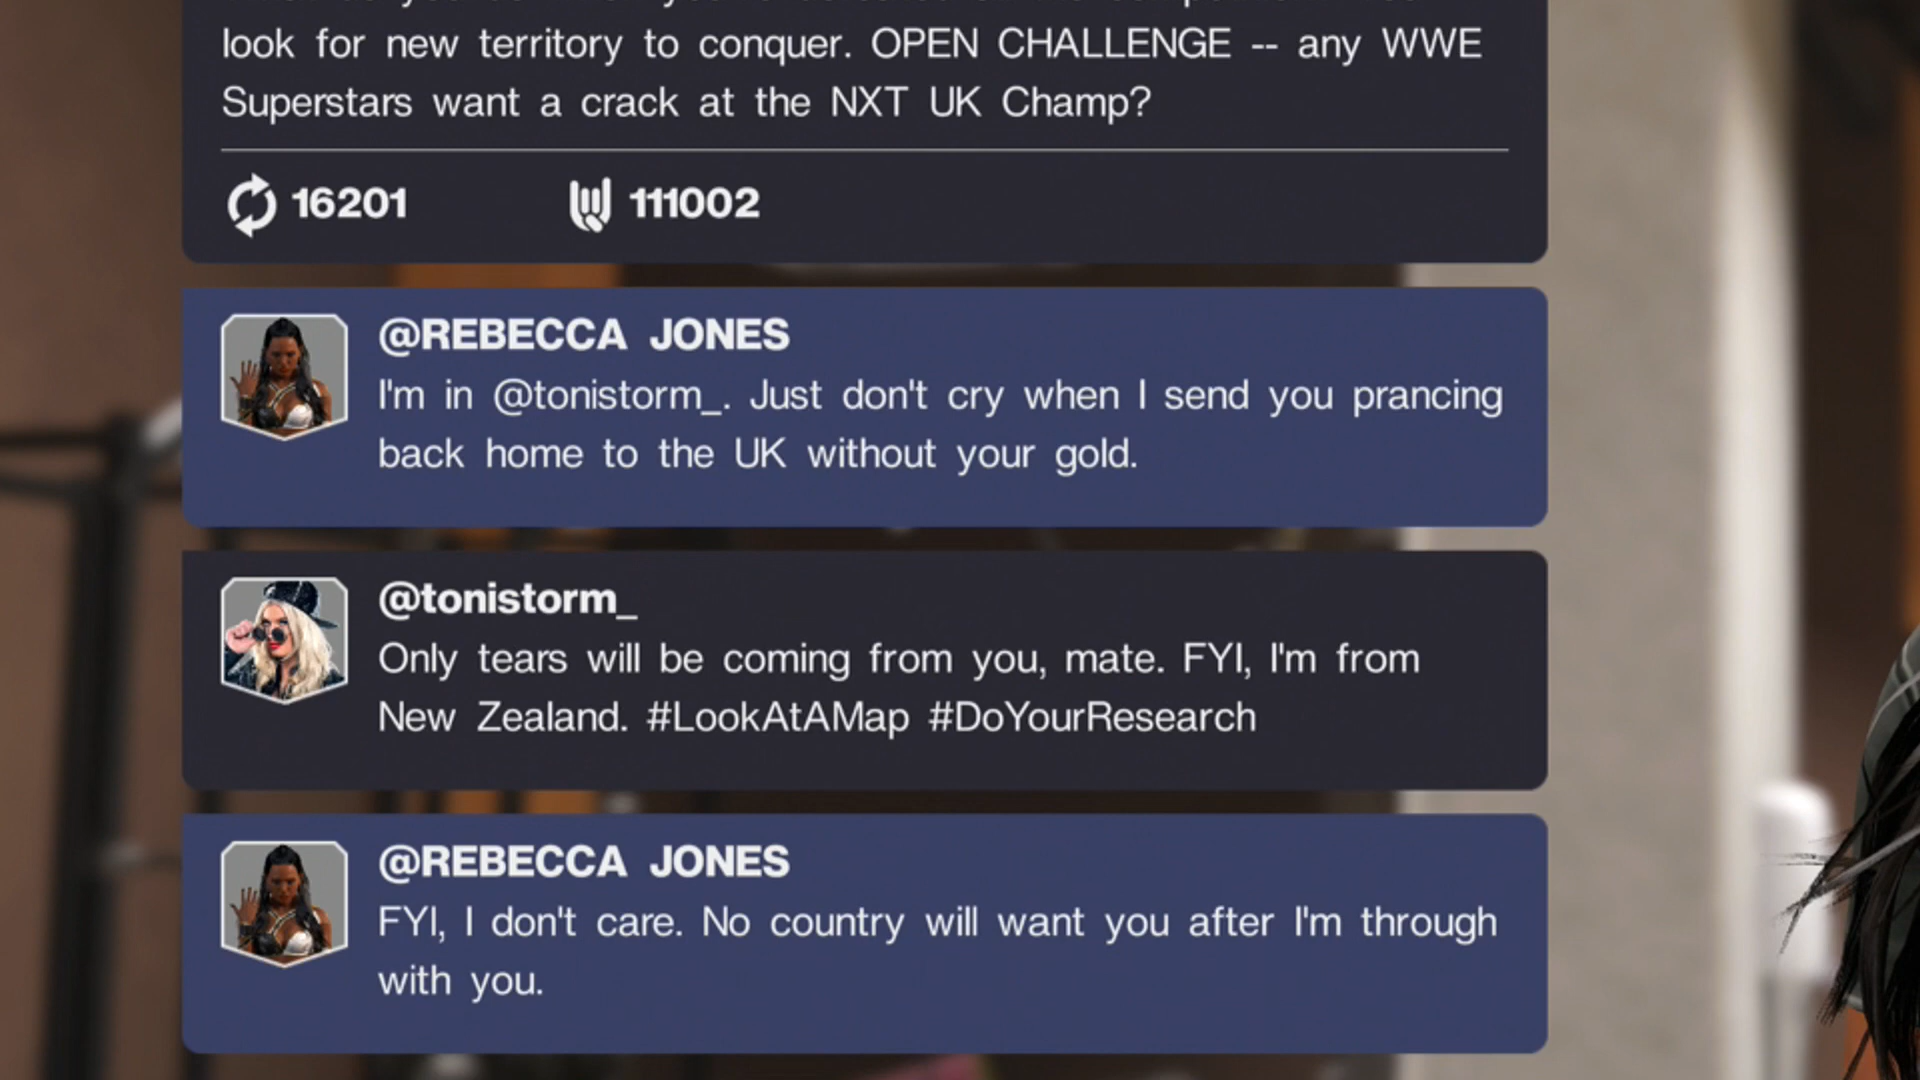 look for new territory to conquer. OPEN CHALLENGE -- any WWE
Superstars want a crack at the NXT UK Champ?
16201 111002
@REBECCA JONES
I'm in @tonistorm_. Just don't cry when I send you prancing
back home to the UK without your gold.
@tonistorm_
Only tears will be coming from you, mate. FYI, I'm from
New Zealand. #LookAtAMap #DoYourResearch
@REBECCA JONES
FYI, I don't care. No country will want you after I'm through
with you.